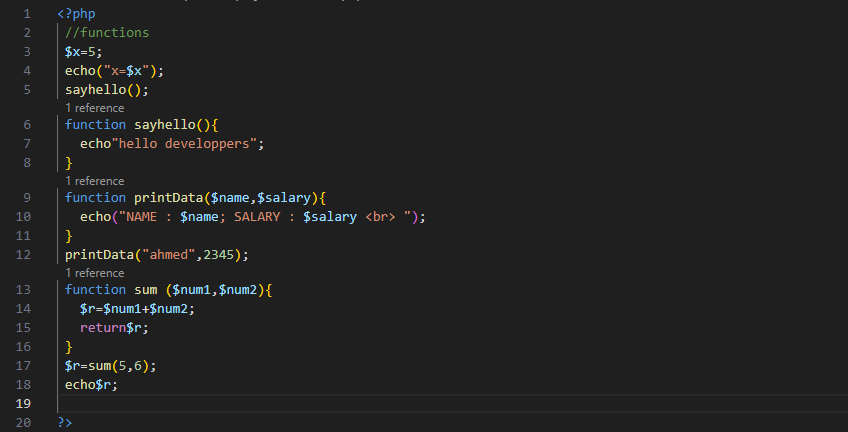 1 <?php
2 //functions
3 $x=5;
4 echo("x=$x");
5 sayhello();
1 reference
6 function sayhello(){
7 echo"hello developpers";
8 }
1 reference
9 function printData($name,$salary){
10 echo("NAME : $name; SALARY : $salary <br> ");
11 }
12 printData("ahmed",2345);
1 reference
13 function sum ($num1,$num2){
14 $r=$num1+$num2;
15 return$r;
16 }
17 $r=sum(5,6);
18 echo$r;
19
20 ?>